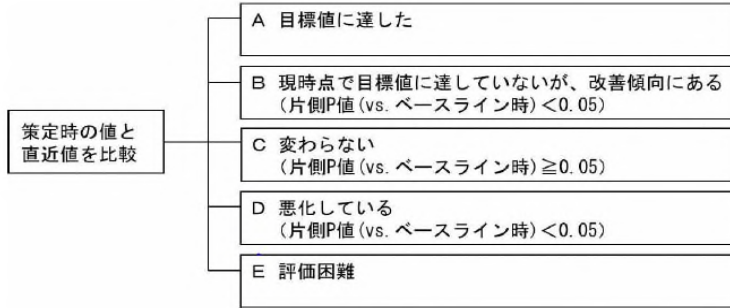 策定時の値と
直近値を比較
A 目標値に達した
B 現時点で目標値に達していないが、改善傾向にある
(片側P値(vs. ベースライン時)<0.05)
C 変わらない
(片側P値(vs. ベースライン時)≧0.05)
D 悪化している
(片側P値(vs. ベースライン時)<0.05)
E 評価困難